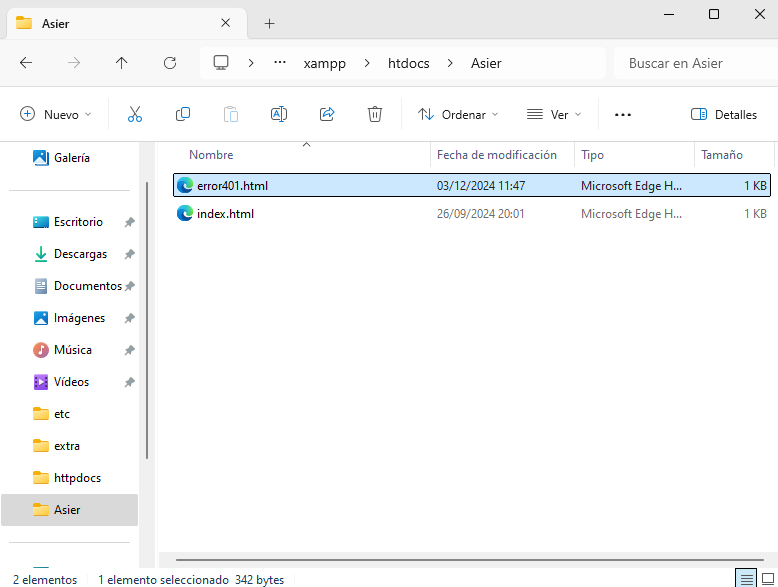 Asier
xampp htdocs Asier
Buscar en Asier
Nuevo
Ordenar
Ver
Detalles
Galería
Escritorio
Descargas
Documentos
Imágenes
Música
Vídeos
etc
extra
httpdocs
Asier
Nombre Fecha de modificación Tipo Tamaño
error401.html 03/12/2024 11:47 Microsoft Edge H... 1 KB
index.html 26/09/2024 20:01 Microsoft Edge H... 1 KB
2 elementos 1 elemento seleccionado 342 bytes